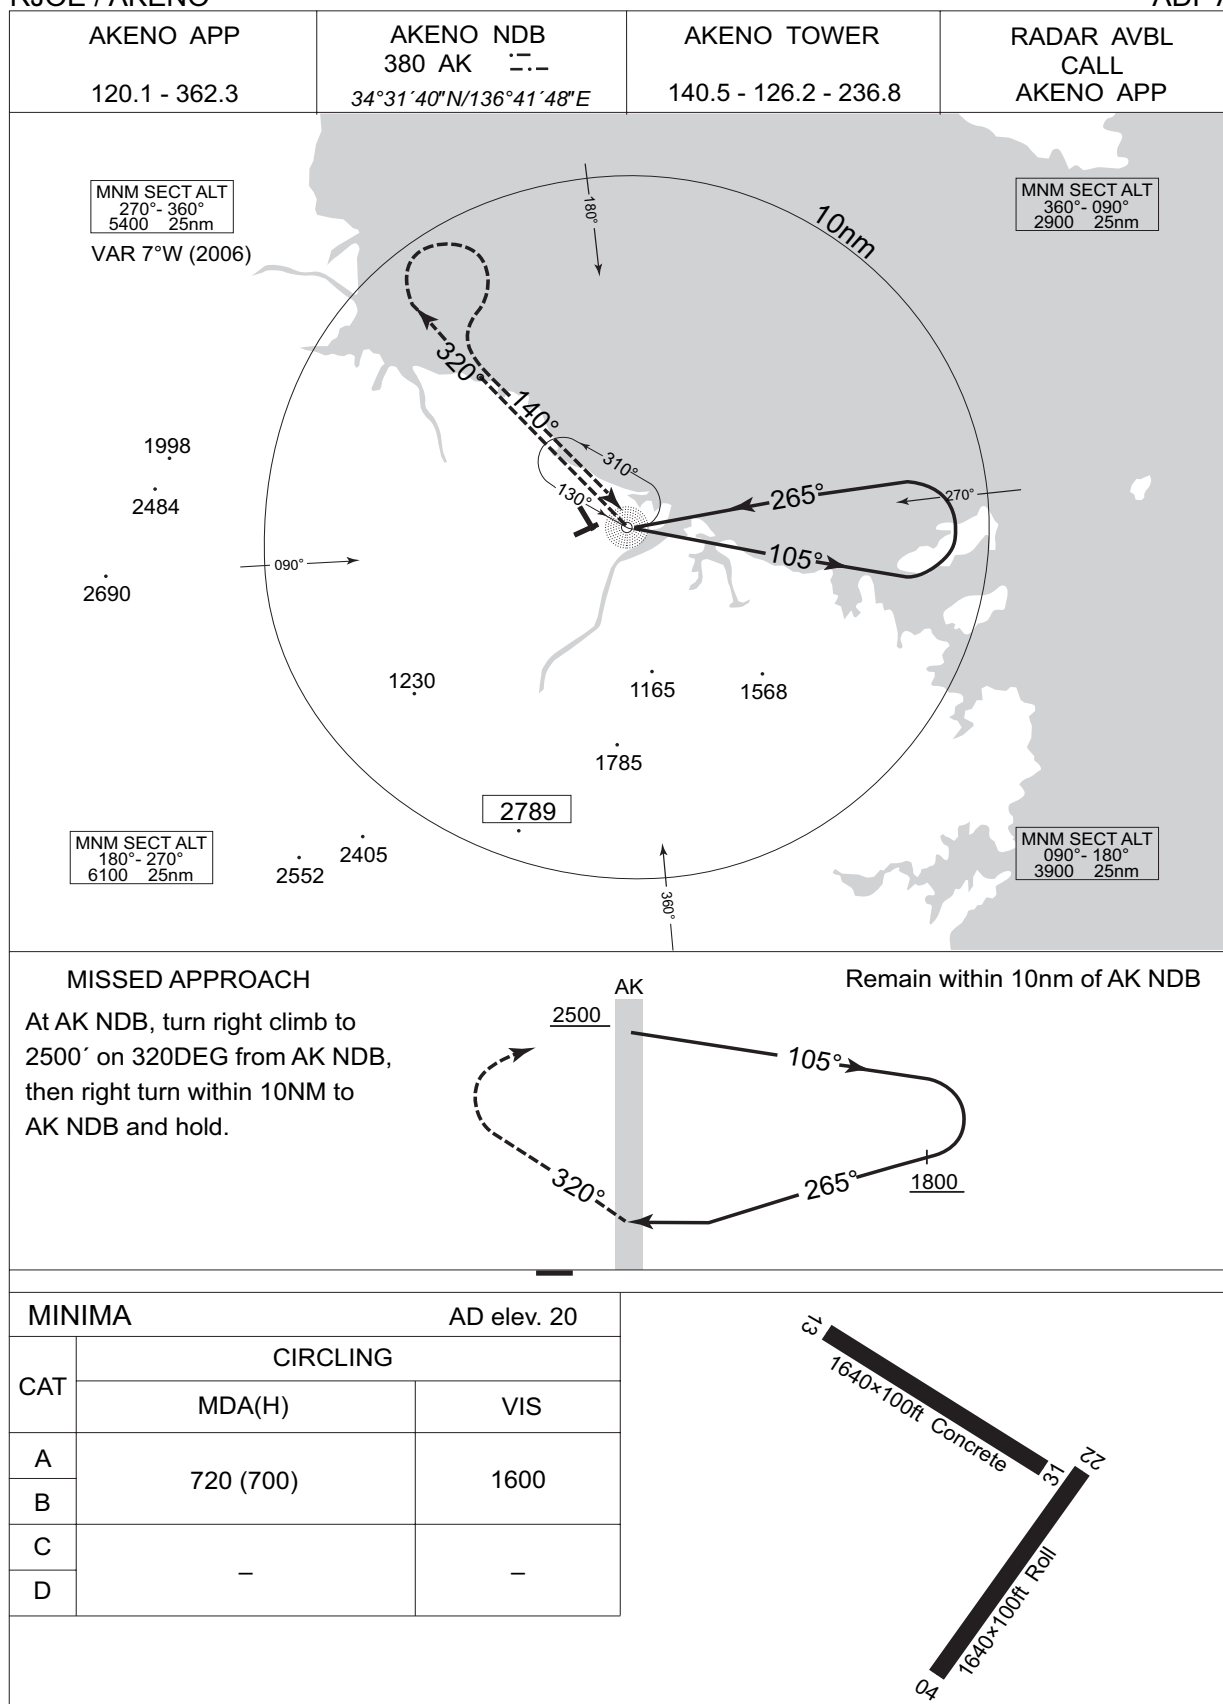 RJOE / AKENO
AKENO APP
120.1 - 362.3
AKENO NDB
380 AK
34°31´40"N/136°41´48"E
AKENO TOWER
140.5 - 126.2 - 236.8
RADAR AVBL
CALL
AKENO APP
MNM SECT ALT
270°- 360°
5400 25nm
VAR 7°W (2006)
MNM SECT ALT
360°- 090°
2900 25nm
180°
10nm
320°
140°
310°
130°
265°
270°
105°
090°
1998
2484
2690
1230
1165
1568
1785
2789
2405
2552
MNM SECT ALT
180°- 270°
6100 25nm
MNM SECT ALT
090°- 180°
3900 25nm
360°
MISSED APPROACH
At AK NDB, turn right climb to
2500´ on 320DEG from AK NDB,
then right turn within 10NM to
AK NDB and hold.
AK
Remain within 10nm of AK NDB
2500
105°
320°
265°
1800
MINIMA
AD elev. 20
CAT
CIRCLING
MDA(H)
VIS
A
B
720 (700)
1600
C
D
–
–
13
1640×100ft Concrete
31
22
1640×100ft Roll
04